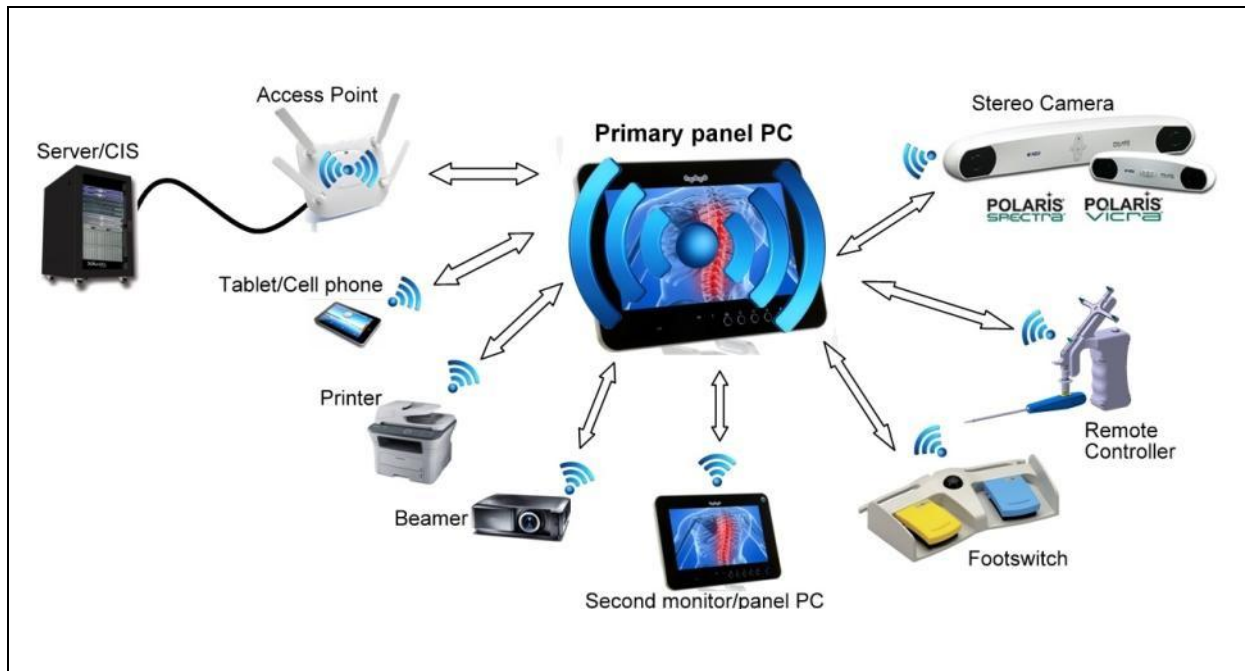 Access Point
Server/CIS
Primary panel PC
Stereo Camera
POLARIS
SPECTRA
POLARIS
VICRA
Tablet/Cell phone
Printer
Beamer
Second monitor/panel PC
Footswitch
Remote
Controller